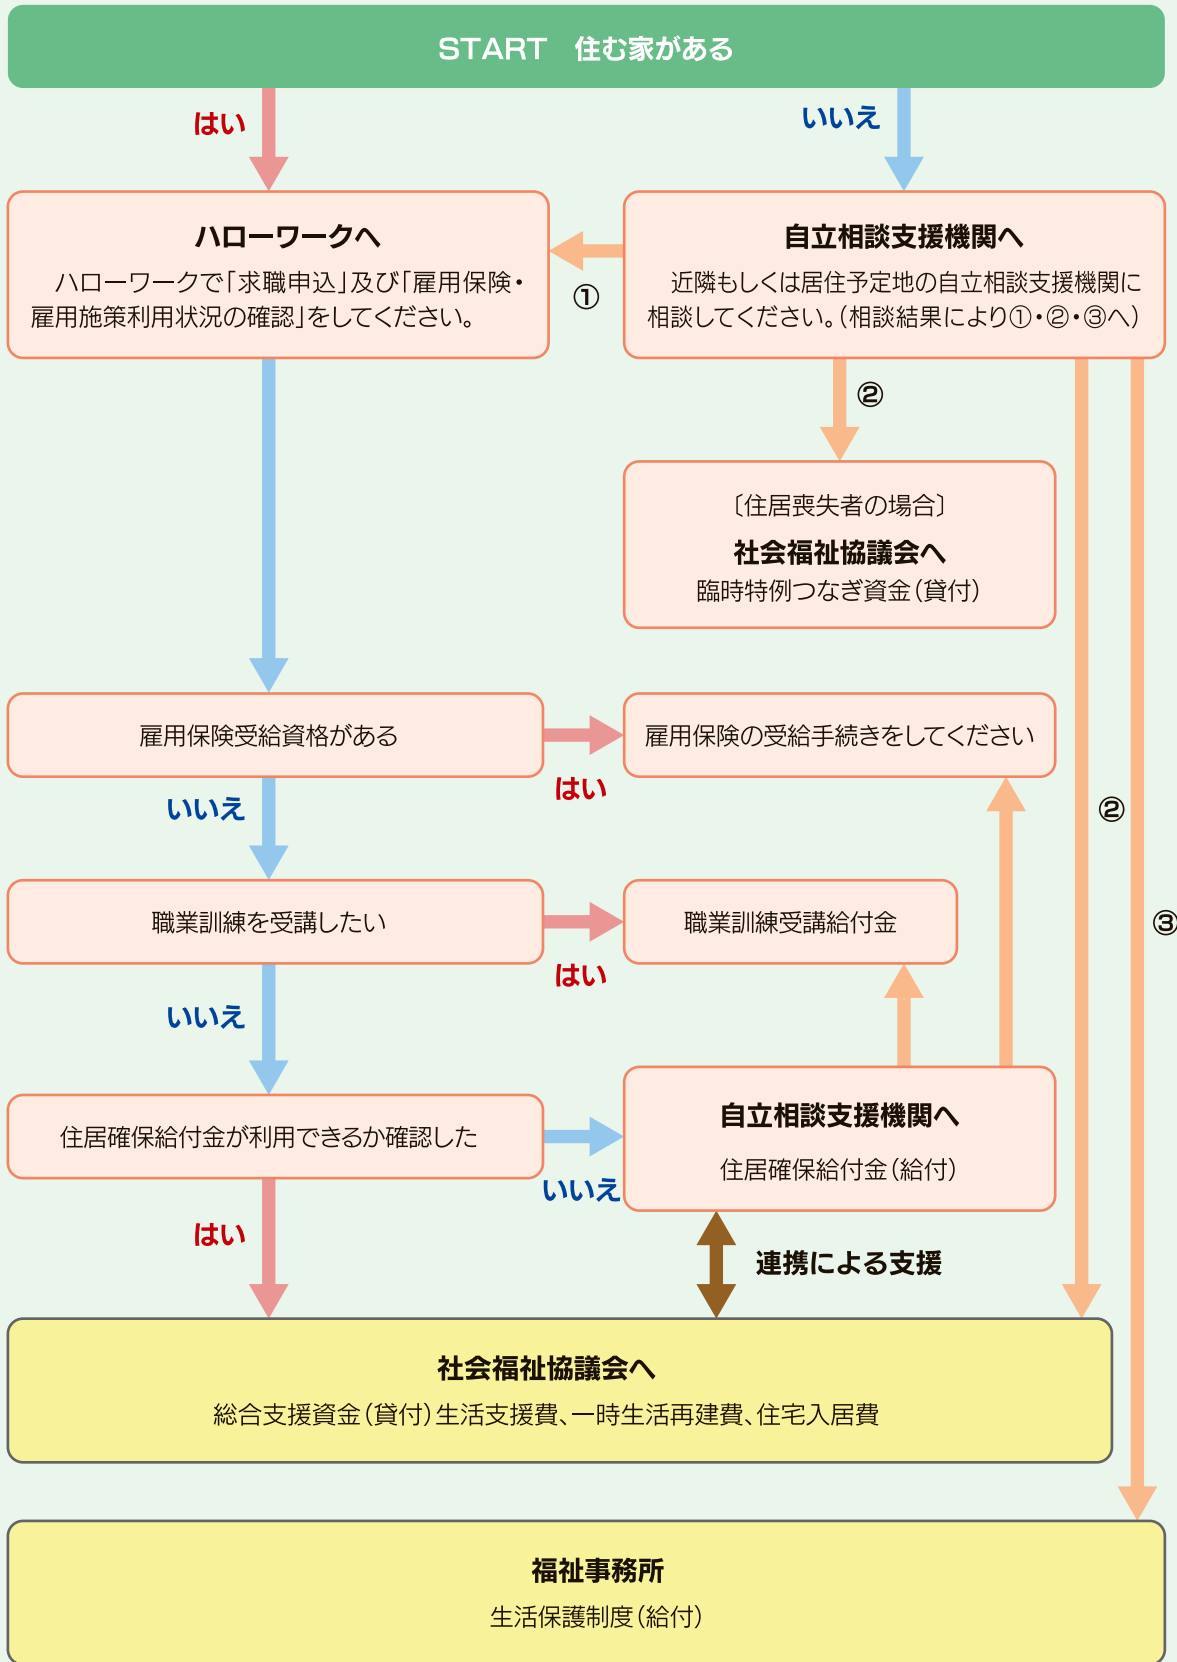 START 住む家がある
はい
いいえ
ハローワークへ
ハローワークで「求職申込」及び「雇用保険・
雇用施策利用状況の確認」をしてください。
①
自立相談支援機関へ
近隣もしくは居住予定地の自立相談支援機関に
相談してください。（相談結果により①・②・③へ）
②
〔住居喪失者の場合〕
社会福祉協議会へ
臨時特例つなぎ資金（貸付）
雇用保険受給資格がある
はい
雇用保険の受給手続きをしてください
いいえ
②
職業訓練を受講したい
はい
職業訓練受講給付金
③
いいえ
住居確保給付金が利用できるか確認した
いいえ
自立相談支援機関へ
住居確保給付金（給付）
はい
連携による支援
社会福祉協議会へ
総合支援資金（貸付）生活支援費、一時生活再建費、住宅入居費
福祉事務所
生活保護制度（給付）